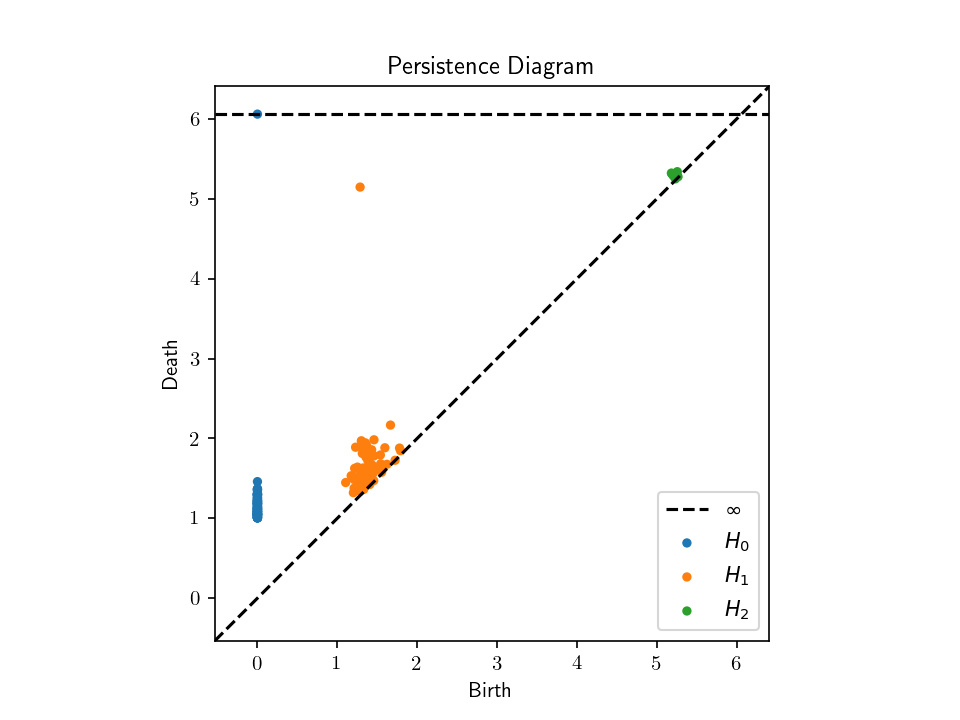 Persistence Diagram
Death
6
5
4
3
2
1
0
0 1 2 3 4 5 6
Birth
∞
H₀
H₁
H₂